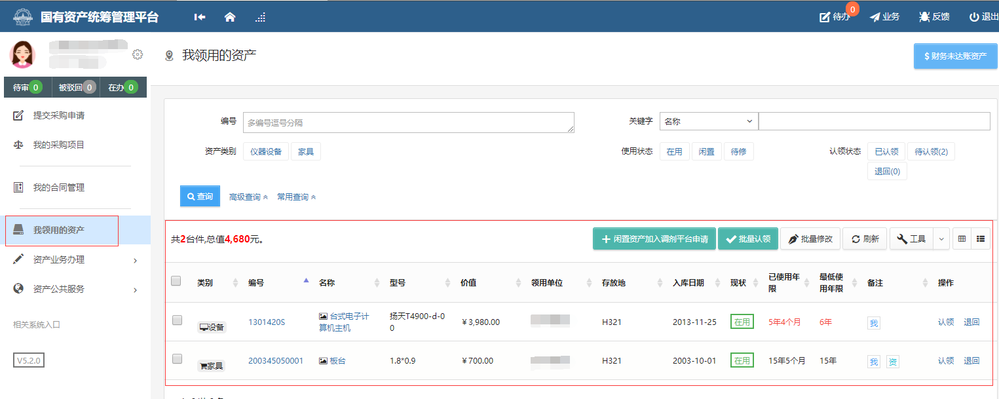 国有资产统筹管理平台
待办 0 业务 反馈 退出
我领用的资产
$ 财务未达账资产
待审 0 被驳回 0 在办 0
提交采购申请
我的采购项目
我的合同管理
我领用的资产
资产业务办理
资产公共服务
相关系统入口
V5.2.0
编号 多编号逗号分隔 关键字 名称
资产类别 仪器设备 家具 使用状态 在用 闲置 待修 认领状态 已认领 待认领(2)
退回(0)
查询 高级查询 常用查询
共2台件,总值4,680元。 闲置资产加入调剂平台申请 批量认领 批量修改 刷新 工具
类别 编号 名称 型号 价值 领用单位 存放地 入库日期 现状 已使用年限 最低使用年限 备注 操作
设备 1301420S 台式电子计算机主机 扬天T4900-d-00 ¥3,980.00 H321 2013-11-25 在用 5年4个月 6年 我 认领 退回
家具 200345050001 板台 1.8*0.9 ¥700.00 H321 2003-10-01 在用 15年5个月 15年 我 资 认领 退回